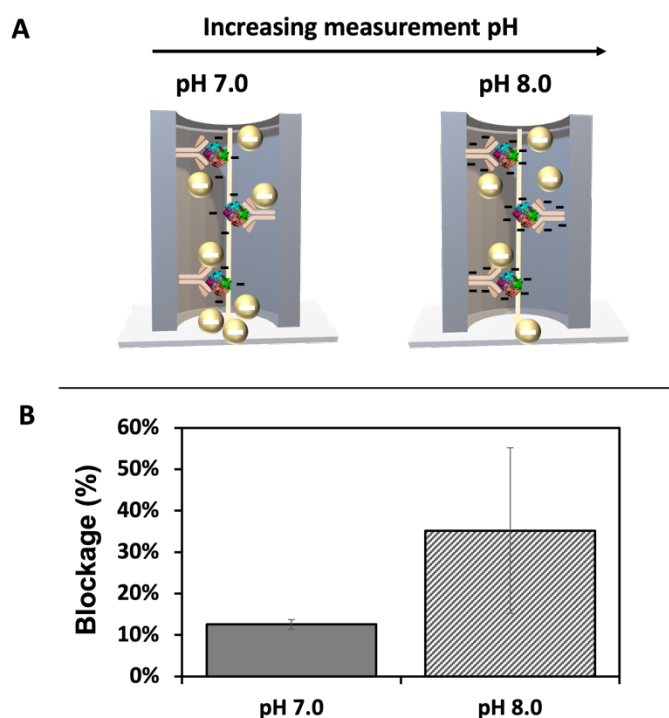 A
Increasing measurement pH
pH 7.0 pH 8.0
B
Blockage (%)
60%
50%
40%
30%
20%
10%
0%
pH 7.0 pH 8.0